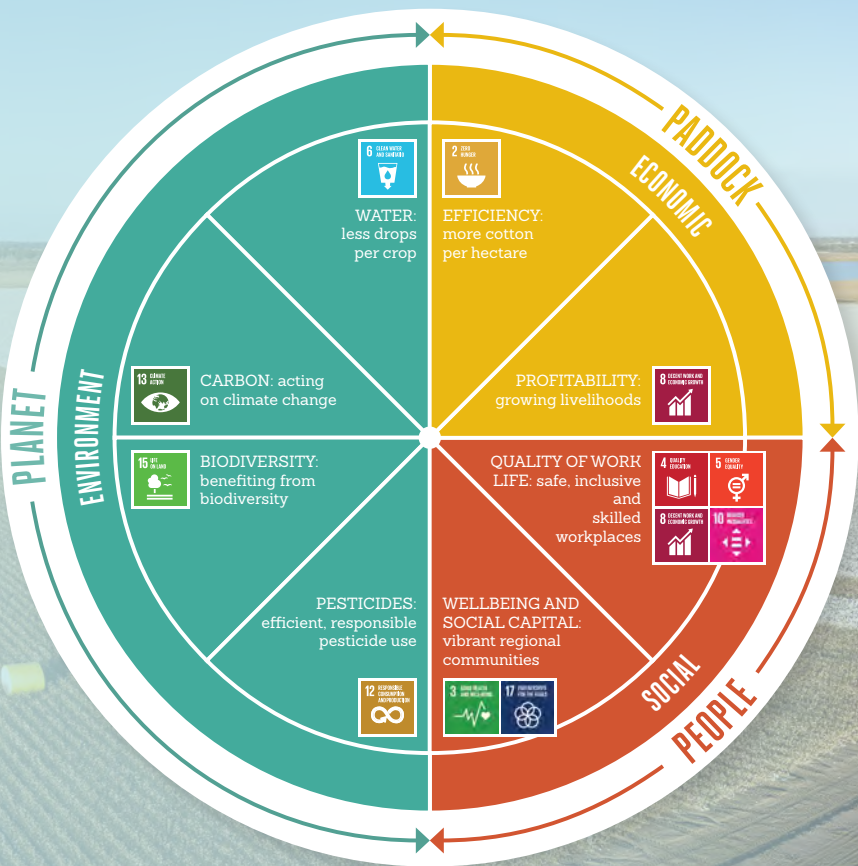 PADDOCK
ECONOMIC
6 CLEAN WATER
AND SANITATION
WATER:
less drops
per crop
2 ZERO
HUNGER
EFFICIENCY:
more cotton
per hectare
PLANET
ENVIRONMENT
13 CLIMATE
ACTION
CARBON: acting
on climate change
PROFITABILITY:
growing livelihoods
8 DECENT WORK AND
ECONOMIC GROWTH
15 LIFE
ON LAND
BIODIVERSITY:
benefiting from
biodiversity
QUALITY OF WORK
LIFE: safe, inclusive
and
skilled
workplaces
4 QUALITY
EDUCATION
5 GENDER
EQUALITY
8 DECENT WORK AND
ECONOMIC GROWTH
10 REDUCED
INEQUALITIES
PESTICIDES:
efficient, responsible
pesticide use
12 RESPONSIBLE
CONSUMPTION
AND PRODUCTION
WELLBEING AND
SOCIAL CAPITAL:
vibrant regional
communities
3 GOOD HEALTH
AND WELL-BEING
17 PARTNERSHIPS
FOR THE GOALS
SOCIAL
PEOPLE